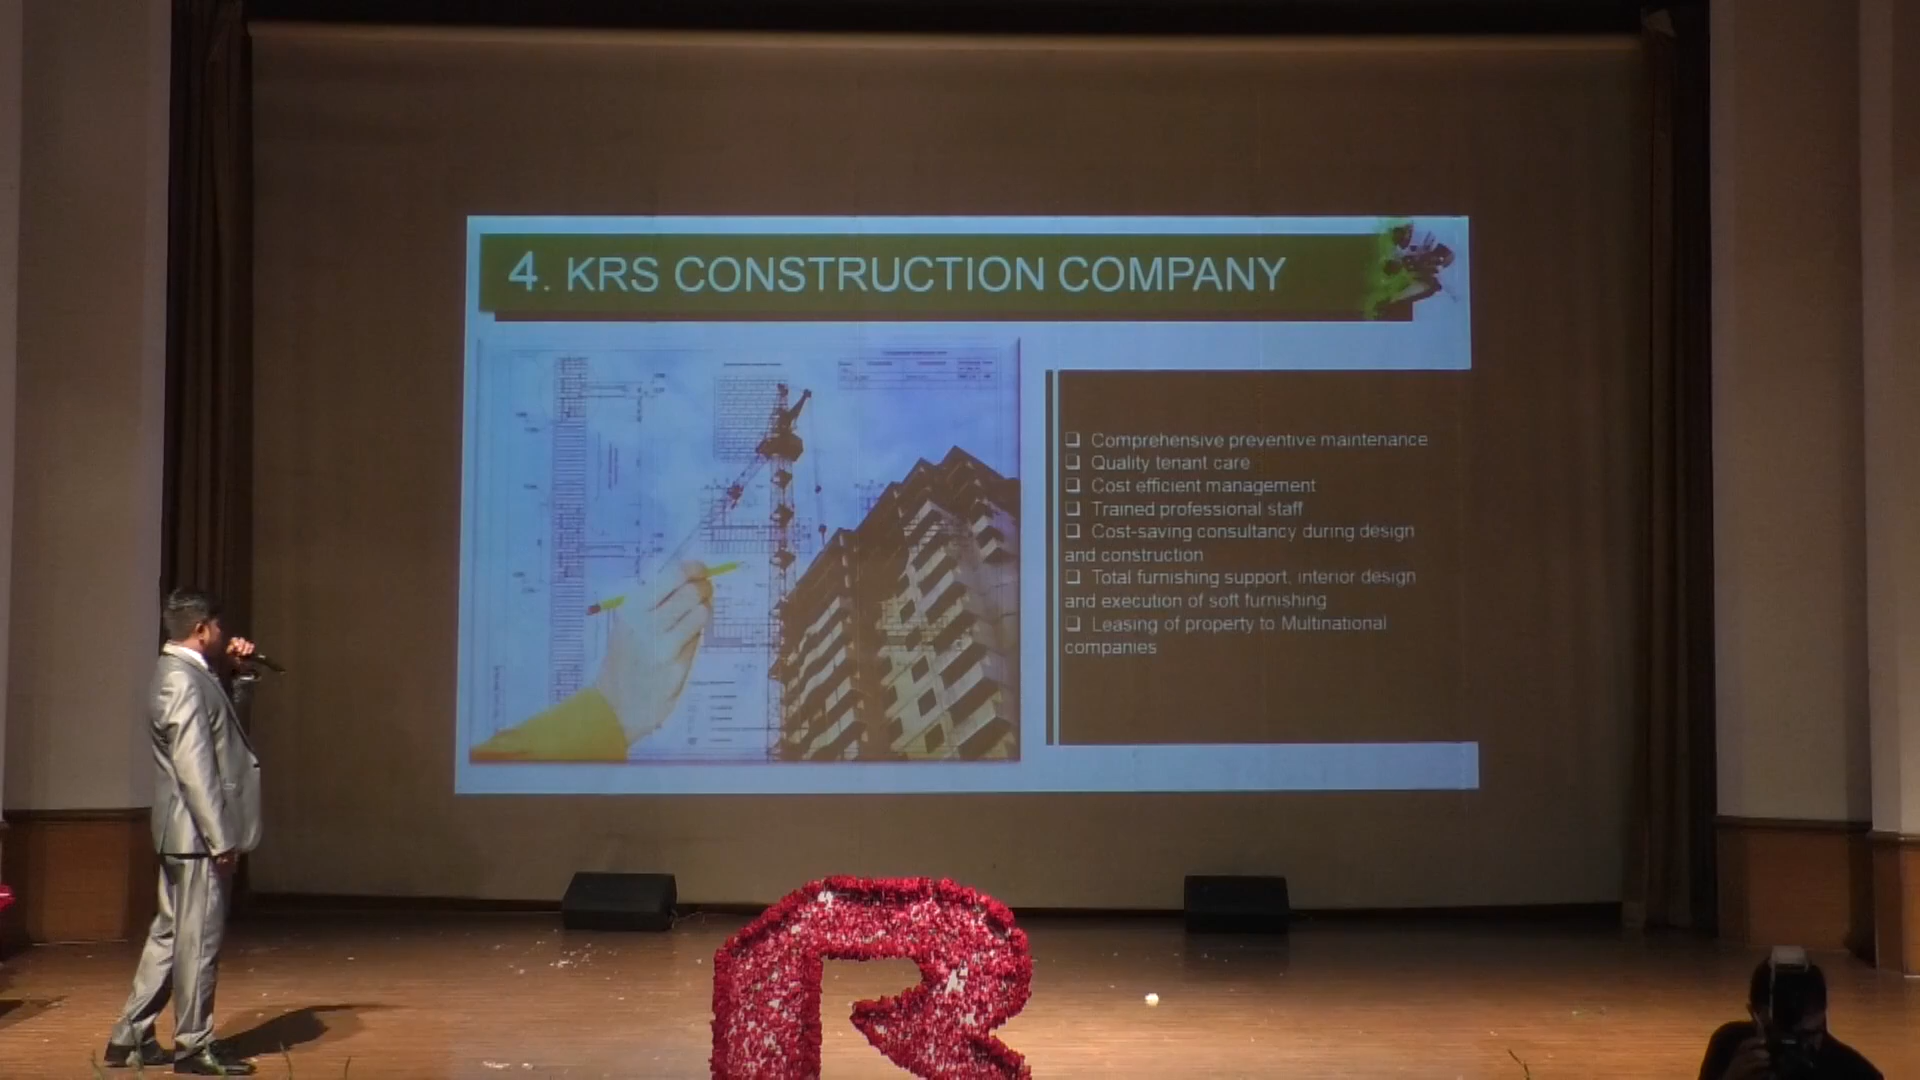 4. KRS CONSTRUCTION COMPANY
❑ Comprehensive preventive maintenance
❑ Quality tenant care
❑ Cost efficient management
❑ Trained professional staff
❑ Cost-saving consultancy during design
and construction
❑ Total furnishing support, interior design
and execution of soft furnishing
❑ Leasing of property to Multinational
companies
R